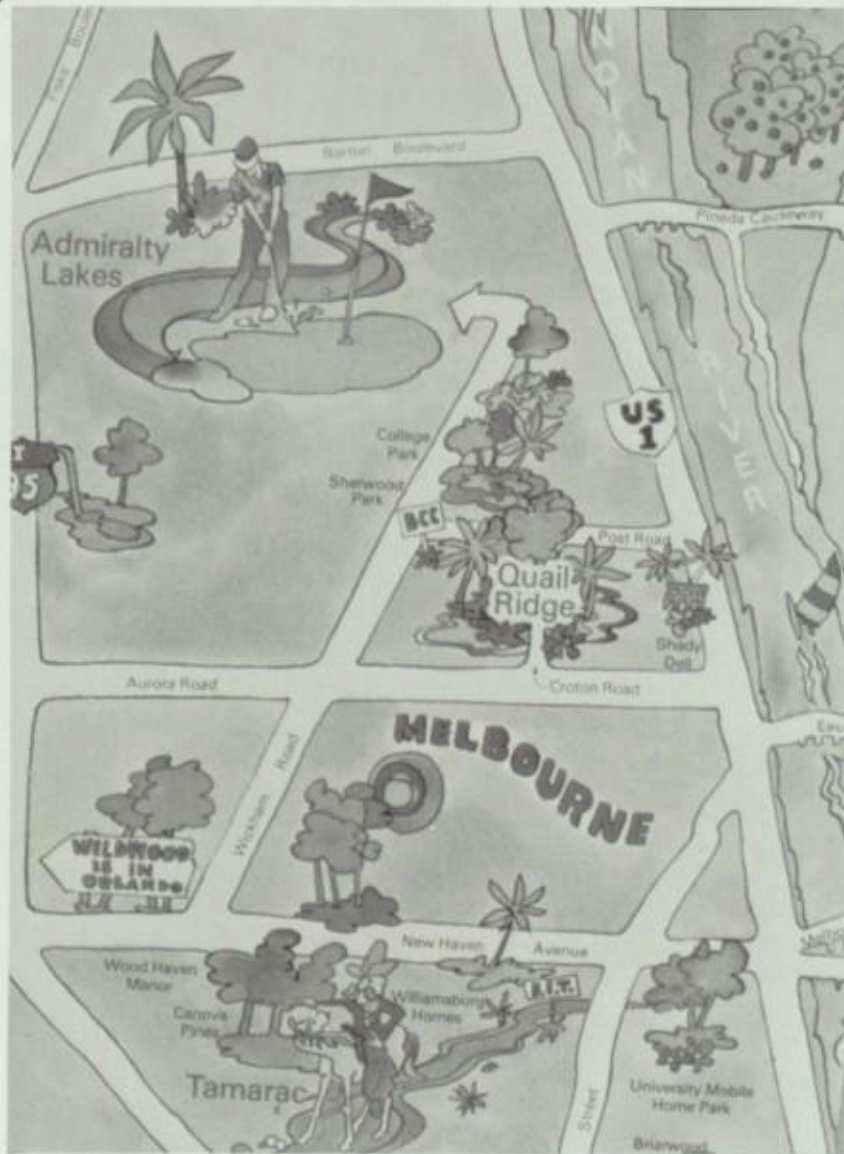 INDIAN
Barton Boulevard
Pineda Causeway
Admiralty
Lakes
RIVER
US
1
College
Park
Sherwood
Park
95
BCC
Post Road
Quail
Ridge
Shady
Dell
Aurora Road
Croton Road
MELBOURNE
Wickham Road
WILDWOOD
IS IN
ORLANDO
New Haven Avenue
Wood Haven
Manor
Williamsburg
Homes
F.I.T.
Canova
Pines
Tamarac
University Mobile
Home Park
Street
Briarwood